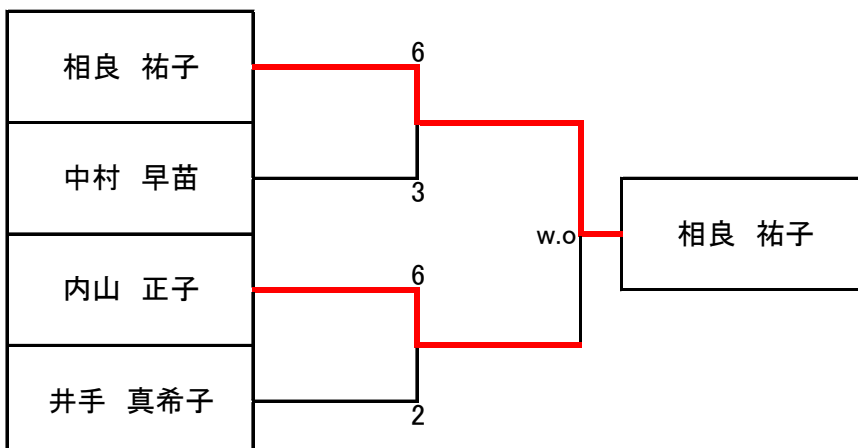 相良　祐子
6
中村　早苗
3
w.o
相良　祐子
内山　正子
6
井手　真希子
2